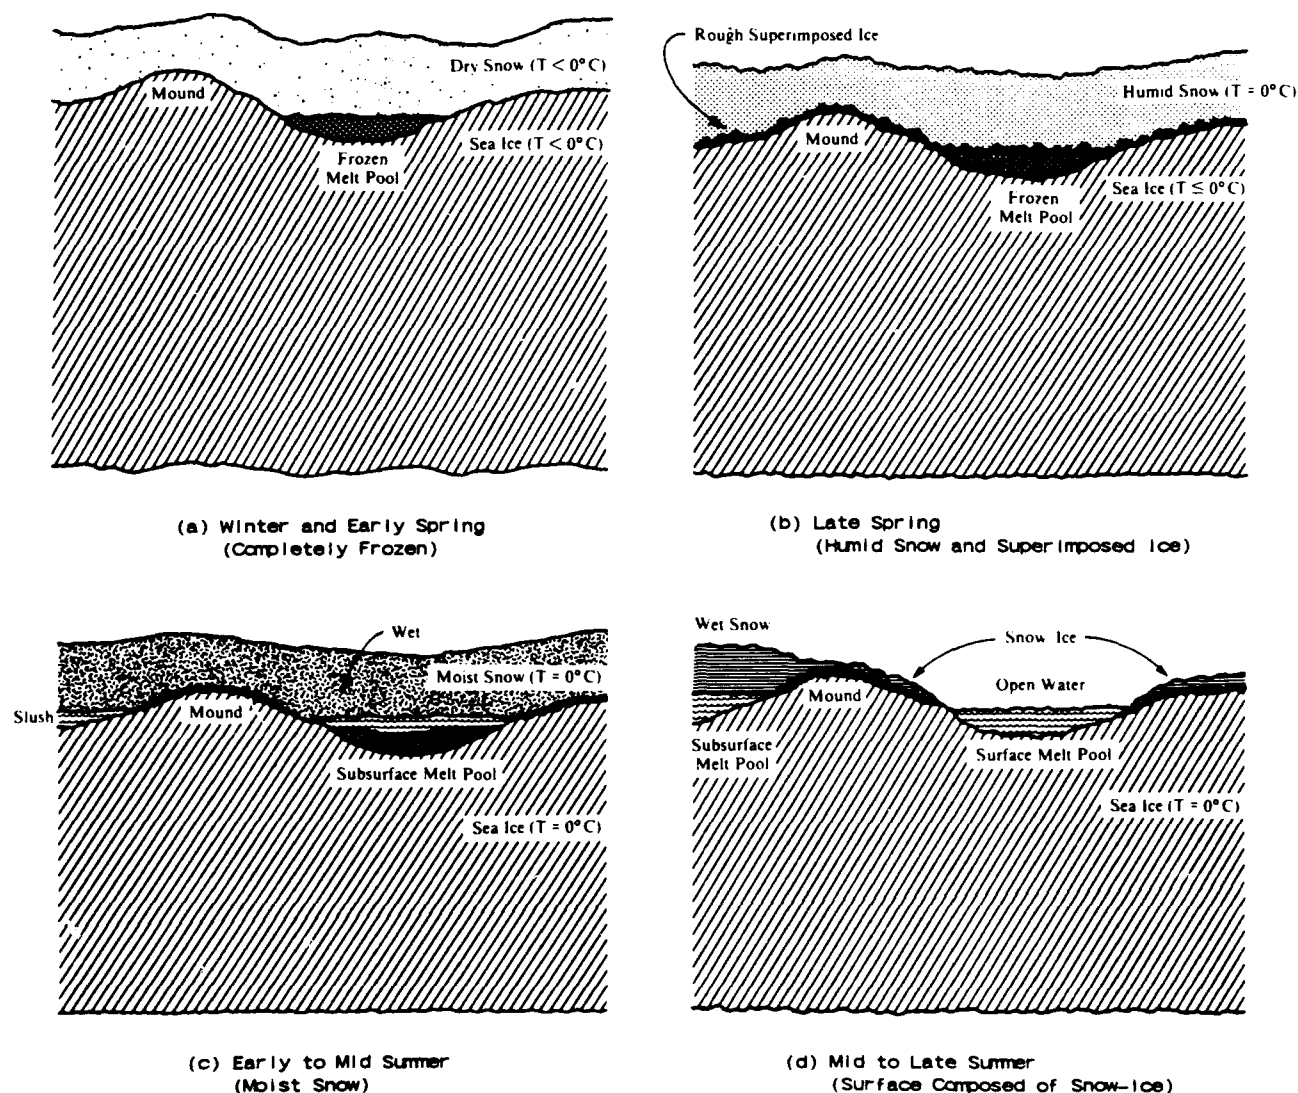 Dry Snow (T < 0°C)
Mound
Sea Ice (T < 0°C)
Frozen
Melt Pool
(a) Winter and Early Spring
(Completely Frozen)
Rough Superimposed Ice
Humid Snow (T = 0°C)
Mound
Sea Ice (T ≤ 0°C)
Frozen
Melt Pool
(b) Late Spring
(Humid Snow and Superimposed Ice)
Wet
Moist Snow (T = 0°C)
Slush
Mound
Subsurface Melt Pool
Sea Ice (T = 0°C)
(c) Early to Mid Summer
(Moist Snow)
Wet Snow
Snow Ice
Open Water
Mound
Subsurface
Melt Pool
Surface Melt Pool
Sea Ice (T = 0°C)
(d) Mid to Late Summer
(Surface Composed of Snow-Ice)